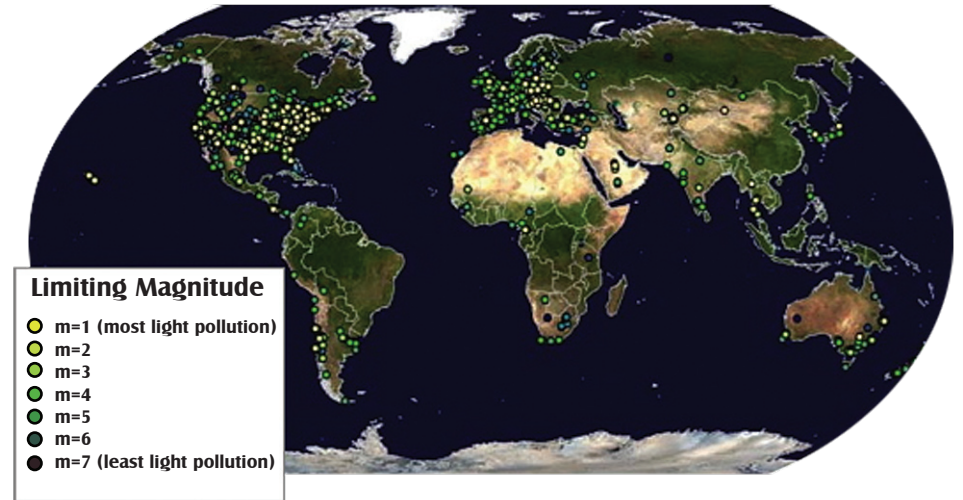 Limiting Magnitude
m=1 (most light pollution)
m=2
m=3
m=4
m=5
m=6
m=7 (least light pollution)